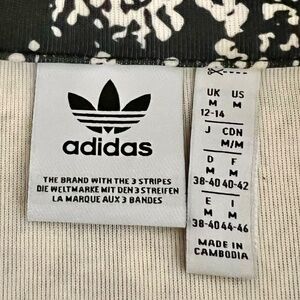 adidas
THE BRAND WITH THE 3 STRIPES
DIE WELTMARKE MIT DEN 3 STREIFEN
LA MARQUE AUX 3 BANDES
UK US
M M
12-14
J CDN
M/M
D F
M M
38-40 40-42
E I
M M
38-40 44-46
MADE IN
CAMBODIA